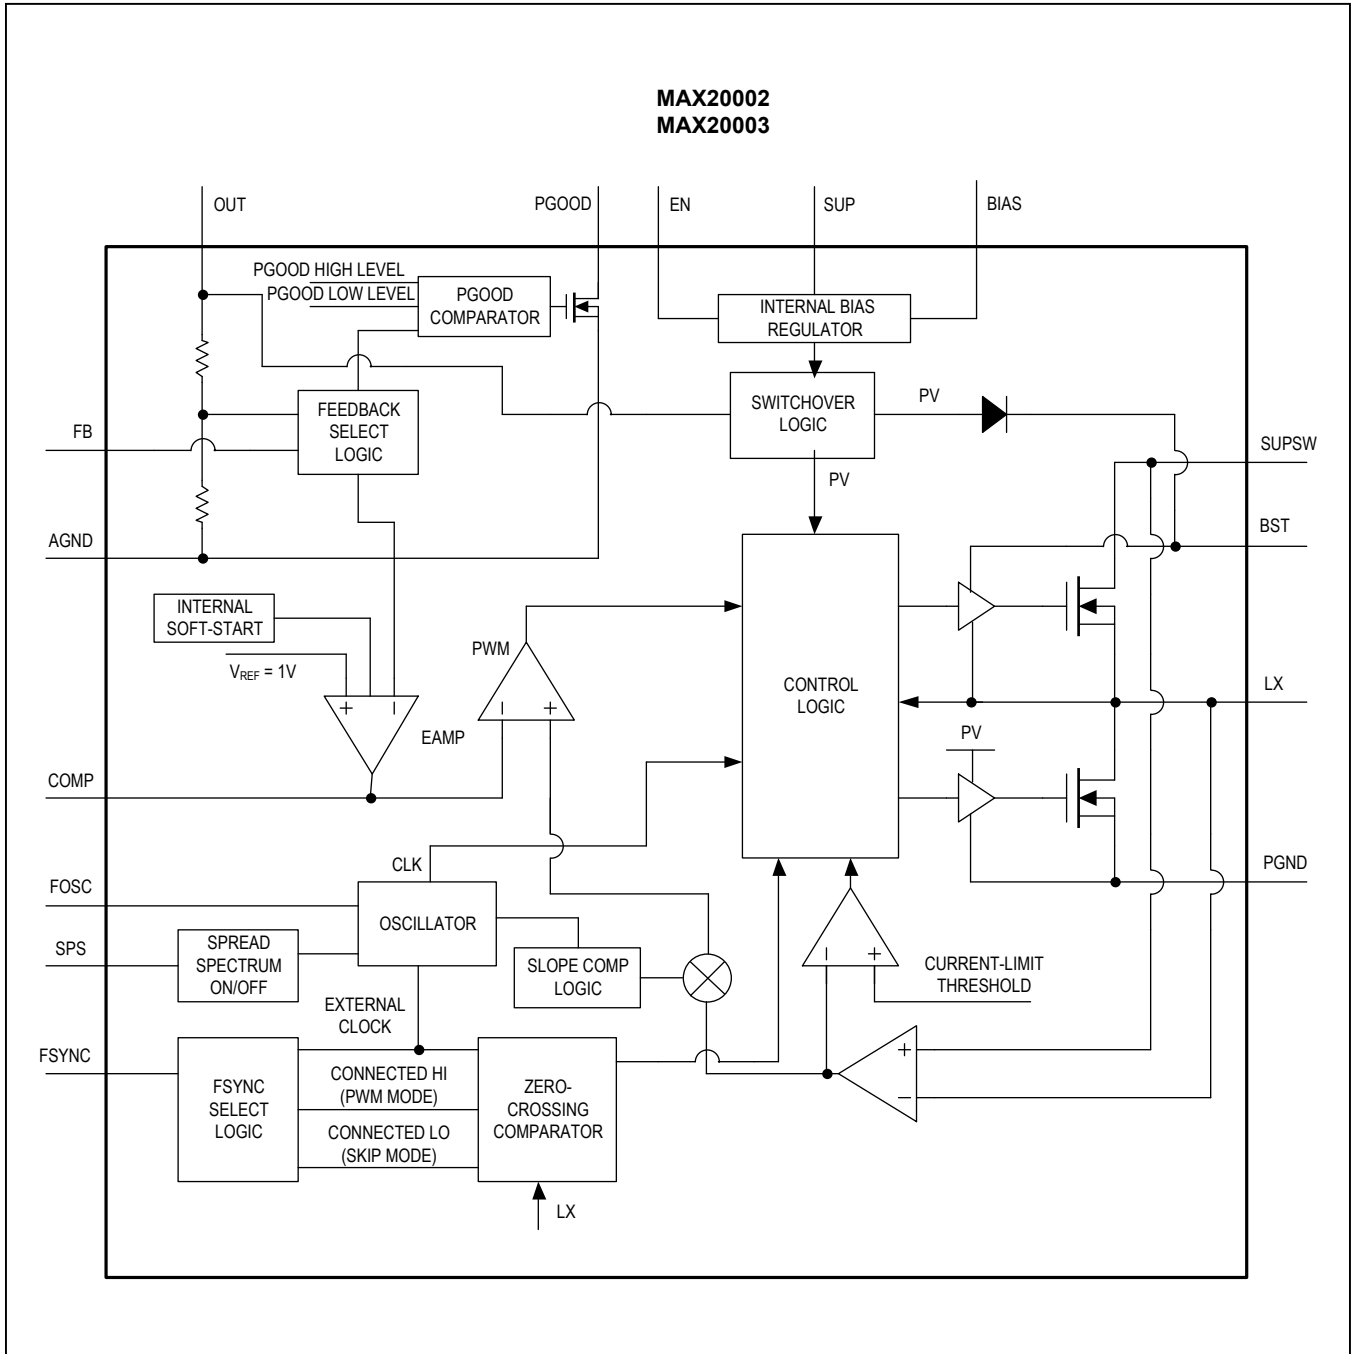 MAX20002
MAX20003
OUT
PGOOD
EN
SUP
BIAS
PGOOD HIGH LEVEL
PGOOD LOW LEVEL
PGOOD
COMPARATOR
INTERNAL BIAS
REGULATOR
FEEDBACK
SELECT
LOGIC
SWITCHOVER
LOGIC
PV
FB
SUPSW
PV
AGND
BST
INTERNAL
SOFT-START
VREF = 1V
PWM
CONTROL
LOGIC
LX
+
–
–
+
EAMP
PV
COMP
CLK
FOSC
PGND
OSCILLATOR
SPS
SPREAD
SPECTRUM
ON/OFF
SLOPE COMP
LOGIC
–
+
CURRENT-LIMIT
THRESHOLD
EXTERNAL
CLOCK
FSYNC
FSYNC
SELECT
LOGIC
CONNECTED HI
(PWM MODE)
CONNECTED LO
(SKIP MODE)
ZERO-
CROSSING
COMPARATOR
+
–
LX